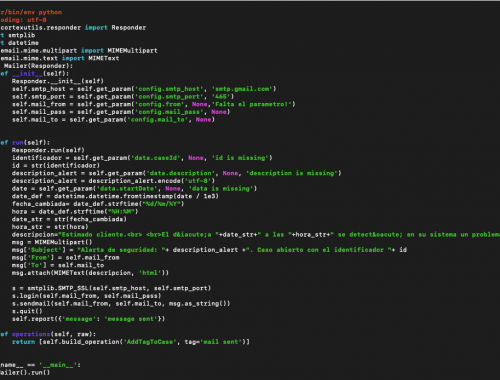 r/bin/env python
oding: utf-8
cortexutils.responder import Responder
rt smtplib
rt datetime
email.mime.multipart import MIMEMultipart
email.mime.text import MIMEText
Mailer(Responder):
ef __init__(self):
Responder.__init__(self)
self.smtp_host = self.get_param('config.smtp_host', 'smtp.gmail.com')
self.smtp_port = self.get_param('config.smtp_port', '465')
self.mail_from = self.get_param('config.from', None,'Falta el parametro!')
self.mail_pass = self.get_param('config.mail_pass', None)
self.mail_to = self.get_param('config.mail_to', None)
ef run(self):
Responder.run(self)
identificador = self.get_param('data.caseId', None, 'id is missing')
id = str(identificador)
description_alert = self.get_param('data.description', None, 'description is missing')
description_alert = description_alert.encode('utf-8')
date = self.get_param('data.startDate', None, 'data is missing')
date_def = datetime.datetime.fromtimestamp(date / 1e3)
fecha_cambiada= date_def.strftime("%d/%m/%Y")
hora = date_def.strftime("%H:%M")
date_str = str(fecha_cambiada)
hora_str = str(hora)
descripcion="Estimado cliente.<br> <br>El d&iacute;a "+date_str+" a las "+hora_str+" se detect&oacute; en su sistema un problema
msg = MIMEMultipart()
msg['Subject'] = "Alerta de seguridad: "+ description_alert +". Caso abierto con el identificador "+ id
msg['From'] = self.mail_from
msg['To'] = self.mail_to
msg.attach(MIMEText(descripcion, 'html'))
s = smtplib.SMTP_SSL(self.smtp_host, self.smtp_port)
s.login(self.mail_from, self.mail_pass)
s.sendmail(self.mail_from, self.mail_to, msg.as_string())
s.quit()
self.report({'message': 'message sent'})
ef operations(self, raw):
return [self.build_operation('AddTagToCase', tag='mail sent')]
name__ == '__main__':
Mailer().run()